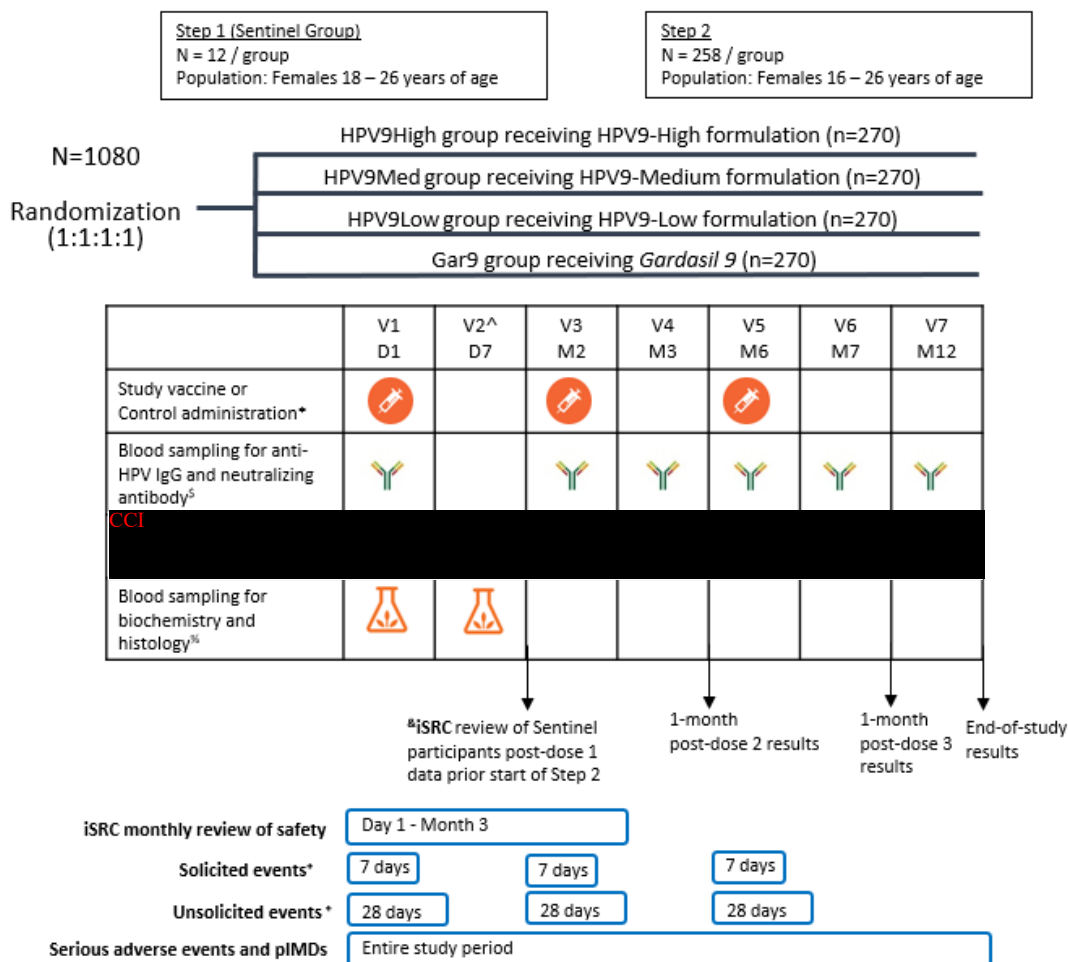 Step 1 (Sentinel Group)
N = 12 / group
Population: Females 18 – 26 years of age
Step 2
N = 258 / group
Population: Females 16 – 26 years of age
N=1080
Randomization
(1:1:1:1)
HPV9High group receiving HPV9-High formulation (n=270)
HPV9Med group receiving HPV9-Medium formulation (n=270)
HPV9Low group receiving HPV9-Low formulation (n=270)
Gar9 group receiving Gardasil 9 (n=270)
V1 V2^ V3 V4 V5 V6 V7
D1 D7 M2 M3 M6 M7 M12
Study vaccine or
Control administration*
Blood sampling for anti-
HPV IgG and neutralizing
antibody$
CCI
Blood sampling for
biochemistry and
histology%
&iSRC review of Sentinel
participants post-dose 1
data prior start of Step 2
1-month
post-dose 2 results
1-month
post-dose 3
results
End-of-study
results
iSRC monthly review of safety Day 1 - Month 3
Solicited events+ 7 days 7 days 7 days
Unsolicited events + 28 days 28 days 28 days
Serious adverse events and pIMDs Entire study period